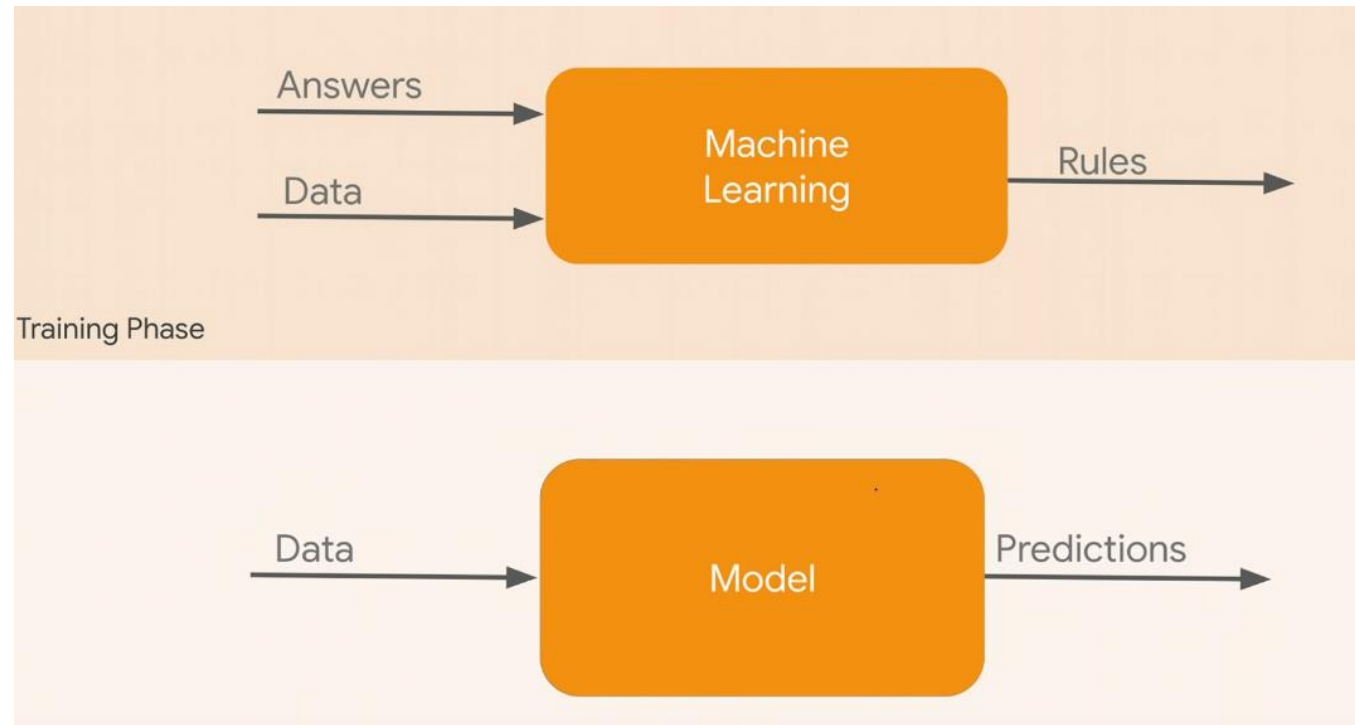 Answers
Data
Machine
Learning
Rules
Training Phase
Data
Model
Predictions